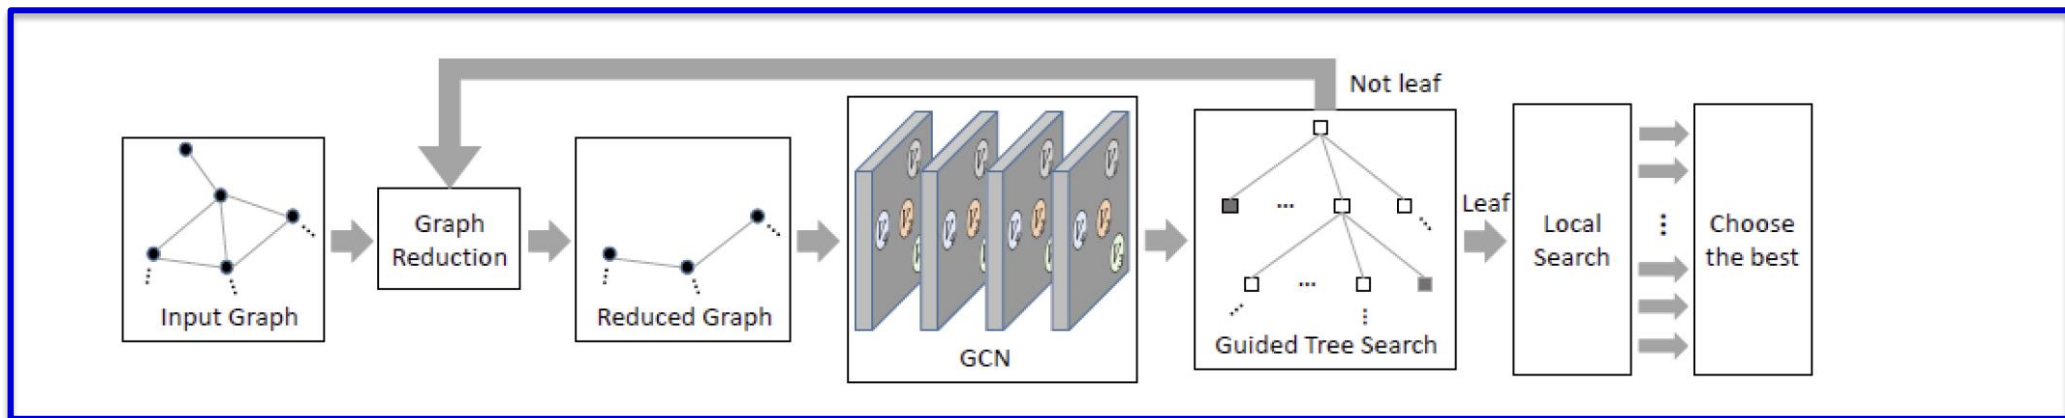 Not leaf
Input Graph
Graph
Reduction
Reduced Graph
GCN
Guided Tree Search
Leaf
Local
Search
Choose
the best